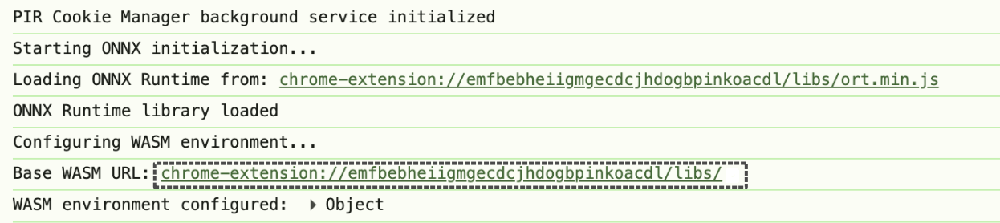 PIR Cookie Manager background service initialized
Starting ONNX initialization...
Loading ONNX Runtime from: chrome-extension://emfbebheiigmgecdcjhdogbpinkoacdl/libs/ort.min.js
ONNX Runtime library loaded
Configuring WASM environment...
Base WASM URL: chrome-extension://emfbebheiigmgecdcjhdogbpinkoacdl/libs/
WASM environment configured: ▸ Object